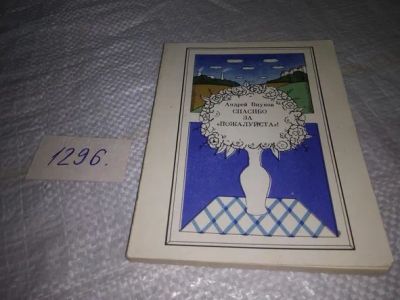 1296.
Андрей Внуков
СПАСИБО
ЗА
«ПОЖАЛУЙСТА»!